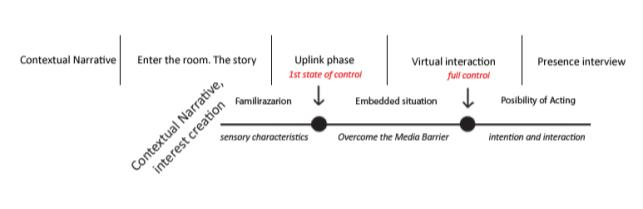 Contextual Narrative
Enter the room. The story
Uplink phase
1st state of control
Virtual interaction
full control
Presence interview
Contextual Narrative,
interest creation
Familirazarion
Embedded situation
Posibility of Acting
sensory characteristics
Overcome the Media Barrier
intention and interaction